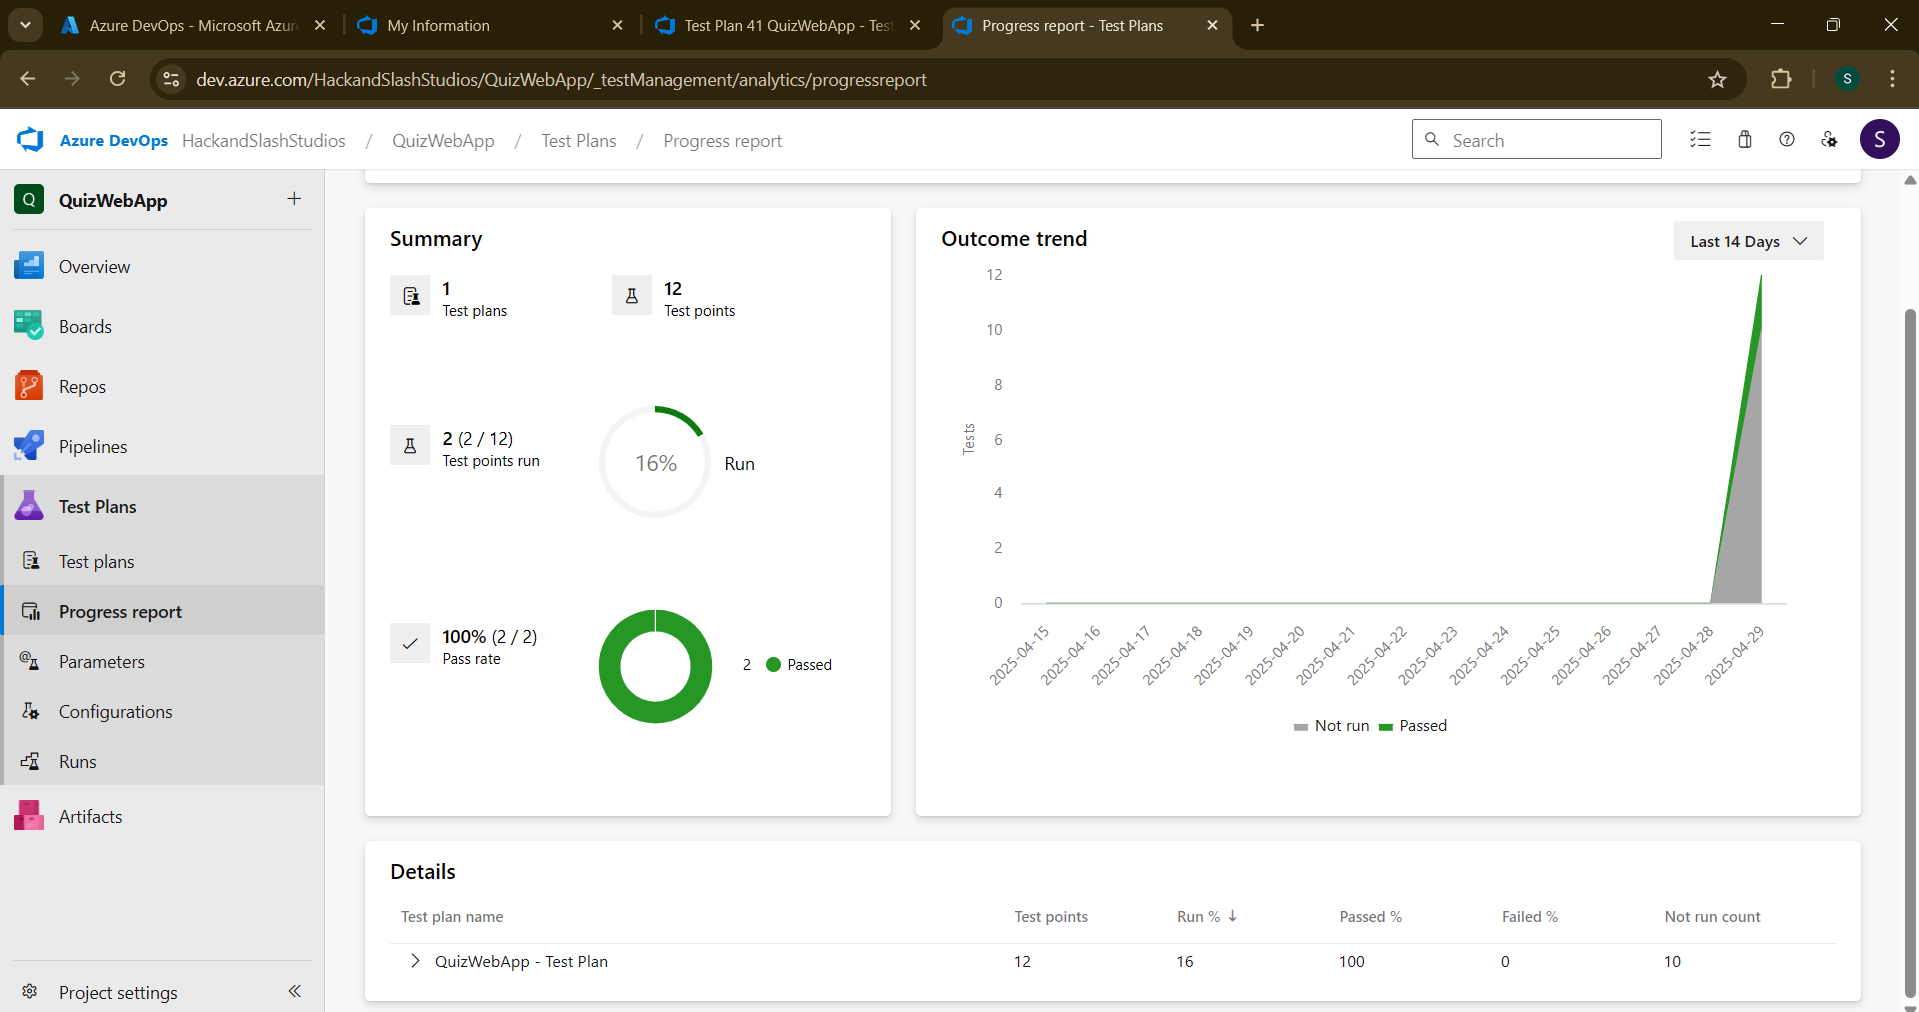 Azure DevOps - Microsoft Azur
My Information
Test Plan 41 QuizWebApp - Test
Progress report - Test Plans
dev.azure.com/HackandSlashStudios/QuizWebApp/_testManagement/analytics/progressreport
S
Azure DevOps HackandSlashStudios / QuizWebApp / Test Plans / Progress report
Search
S
Q QuizWebApp
Overview
Boards
Repos
Pipelines
Test Plans
Test plans
Progress report
Parameters
Configurations
Runs
Artifacts
Project settings
Summary
1
Test plans
12
Test points
2 (2 / 12)
Test points run
16%
Run
100% (2 / 2)
Pass rate
2 Passed
Outcome trend
Last 14 Days
12
10
8
6
4
2
0
Tests
2025-04-15
2025-04-16
2025-04-17
2025-04-18
2025-04-19
2025-04-20
2025-04-21
2025-04-22
2025-04-23
2025-04-24
2025-04-25
2025-04-26
2025-04-27
2025-04-28
2025-04-29
Not run Passed
Details
Test plan name Test points Run % Passed % Failed % Not run count
QuizWebApp - Test Plan 12 16 100 0 10